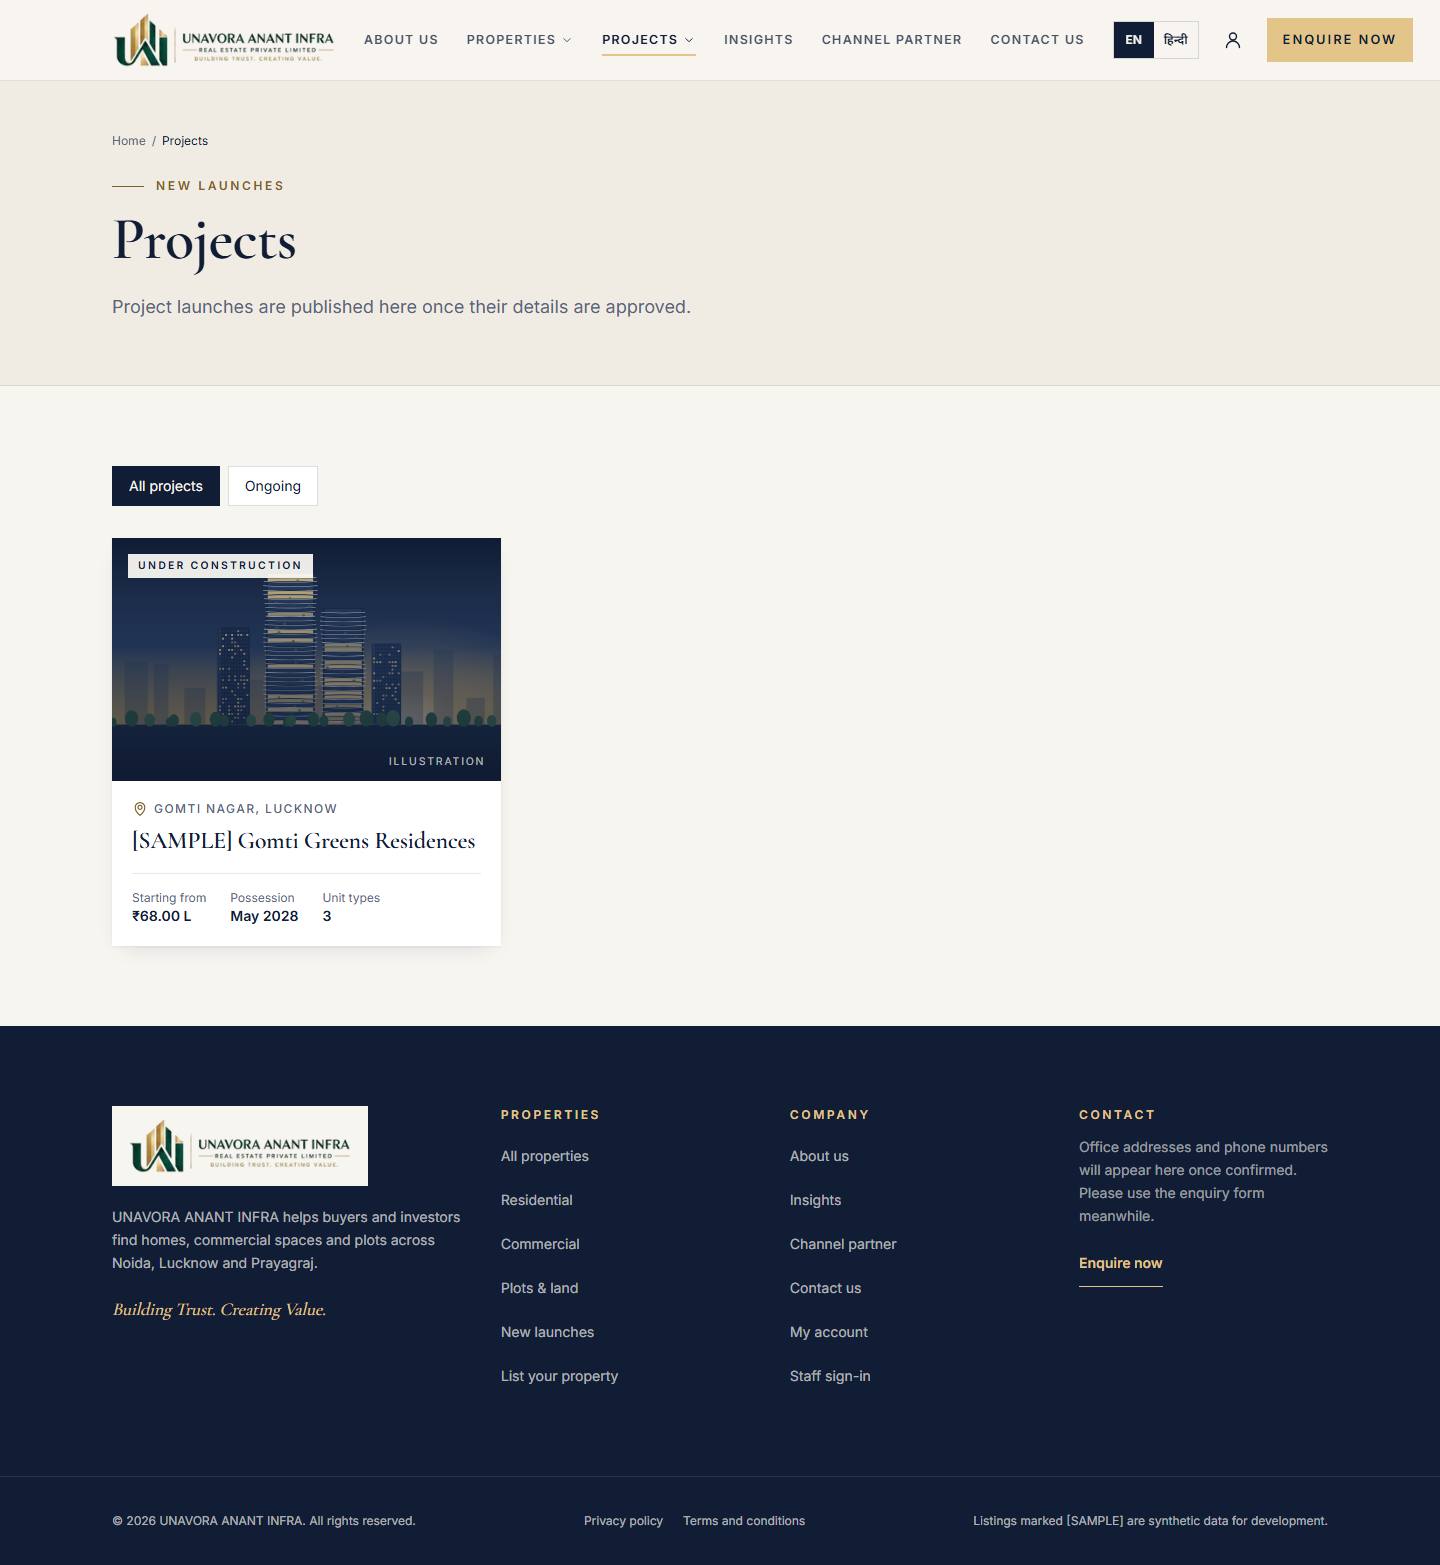 UNAVORA ANANT INFRA
REAL ESTATE PRIVATE LIMITED
BUILDING TRUST. CREATING VALUE.
ABOUT US
PROPERTIES
PROJECTS
INSIGHTS
CHANNEL PARTNER
CONTACT US
EN
हिन्दी
ENQUIRE NOW
Home / Projects
NEW LAUNCHES
Projects
Project launches are published here once their details are approved.
All projects
Ongoing
UNDER CONSTRUCTION
ILLUSTRATION
GOMTI NAGAR, LUCKNOW
[SAMPLE] Gomti Greens Residences
Starting from
₹68.00 L
Possession
May 2028
Unit types
3
UNAVORA ANANT INFRA
REAL ESTATE PRIVATE LIMITED
BUILDING TRUST. CREATING VALUE.
UNAVORA ANANT INFRA helps buyers and investors
find homes, commercial spaces and plots across
Noida, Lucknow and Prayagraj.
Building Trust. Creating Value.
PROPERTIES
All properties
Residential
Commercial
Plots & land
New launches
List your property
COMPANY
About us
Insights
Channel partner
Contact us
My account
Staff sign-in
CONTACT
Office addresses and phone numbers
will appear here once confirmed.
Please use the enquiry form
meanwhile.
Enquire now
© 2026 UNAVORA ANANT INFRA. All rights reserved.
Privacy policy
Terms and conditions
Listings marked [SAMPLE] are synthetic data for development.